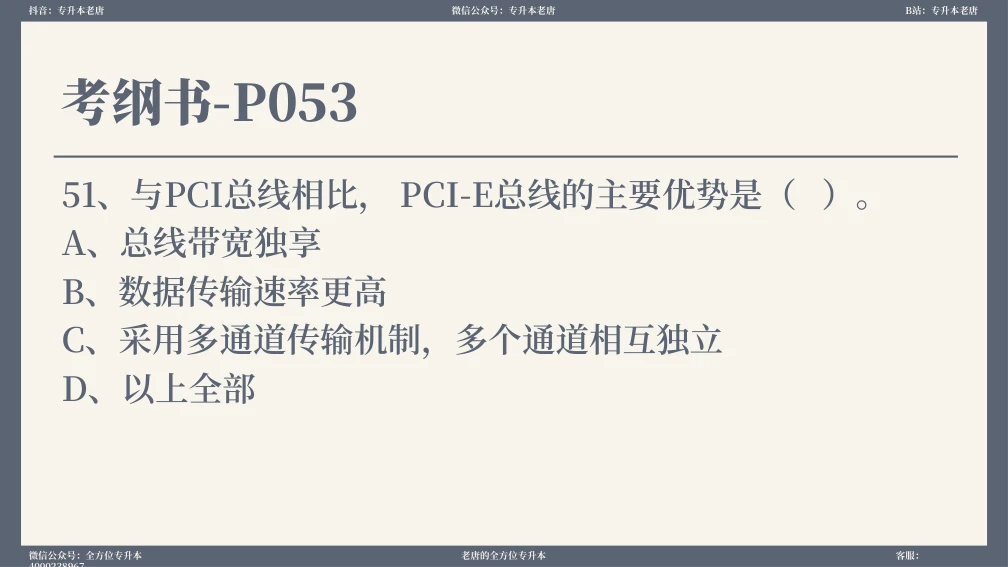 抖音：专升本老唐
微信公众号：专升本老唐
B站：专升本老唐
考纲书-P053
51、与PCI总线相比， PCI-E总线的主要优势是（ ）。
A、总线带宽独享
B、数据传输速率更高
C、采用多通道传输机制，多个通道相互独立
D、以上全部
微信公众号：全方位专升本
老唐的全方位专升本
客服：
4000238967